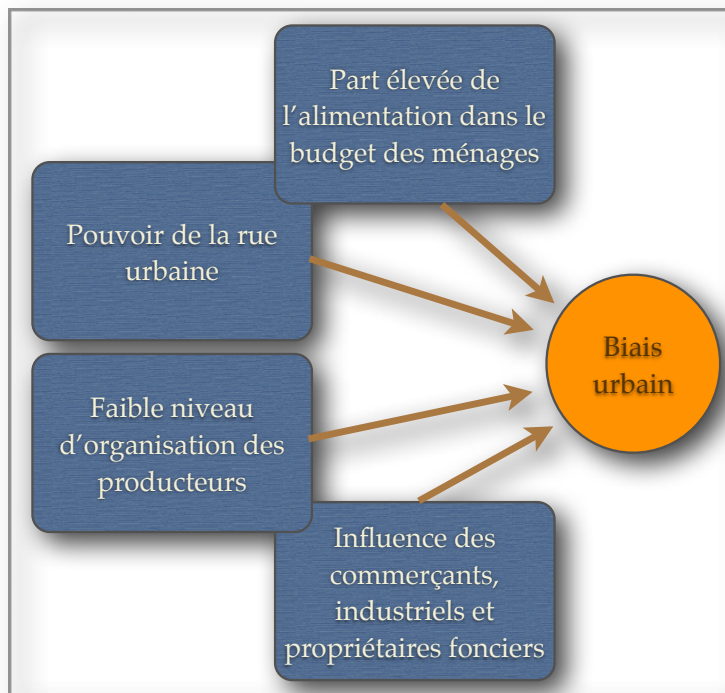 Part élevée de
l'alimentation dans le
budget des ménages
Pouvoir de la rue
urbaine
Biais
urbain
Faible niveau
d'organisation des
producteurs
Influence des
commerçants,
industriels et
propriétaires fonciers